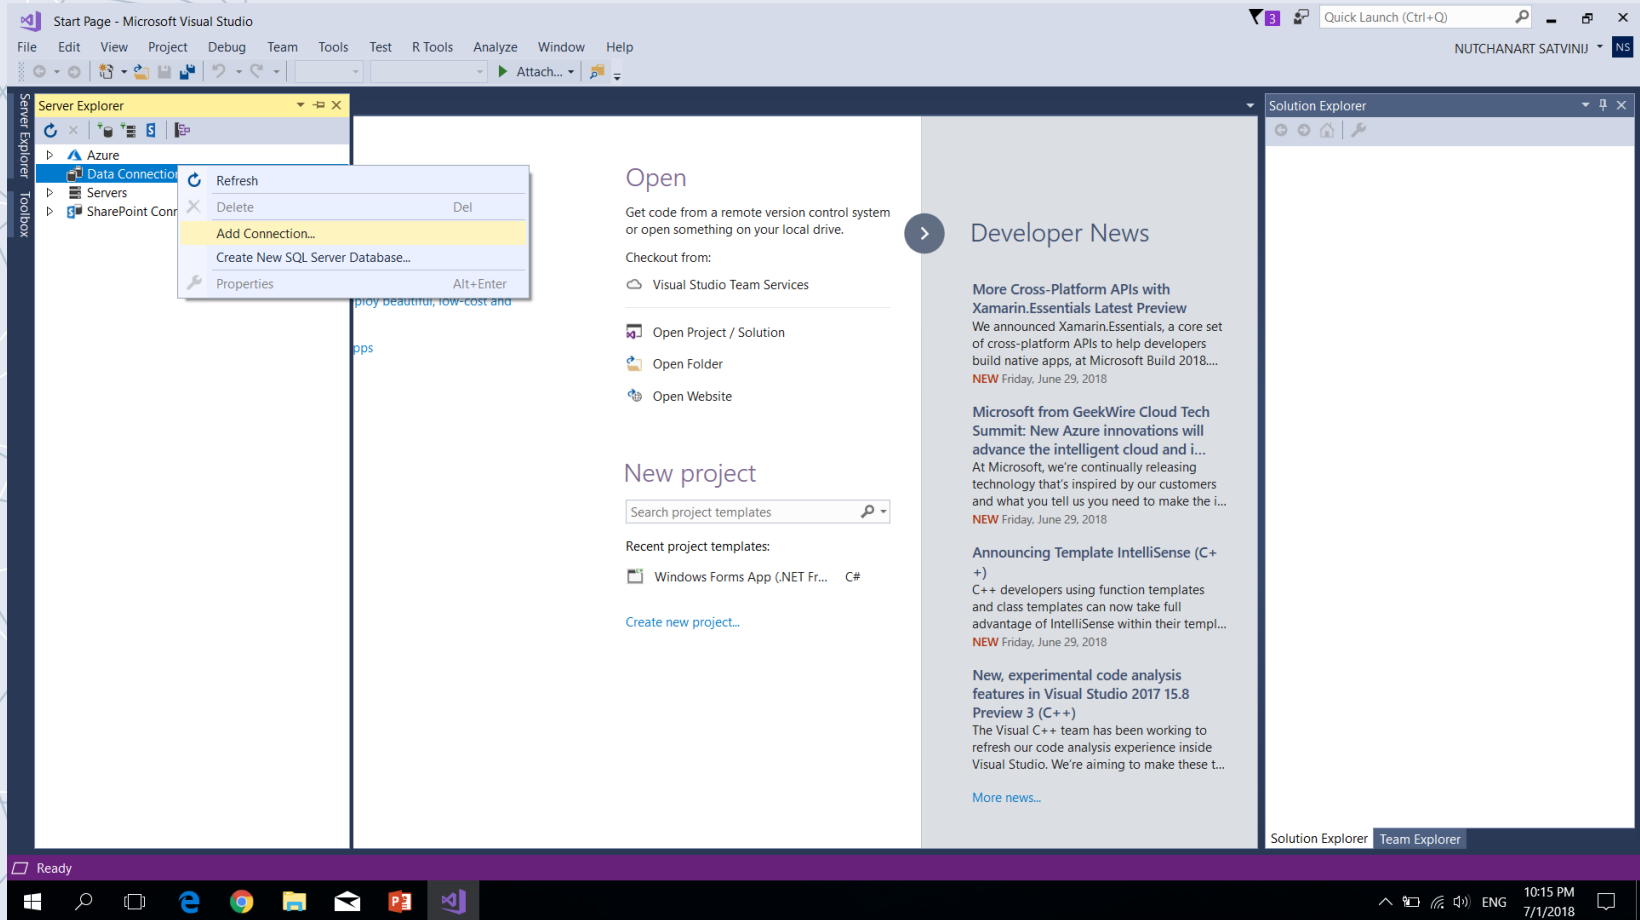 Start Page - Microsoft Visual Studio
3
Quick Launch (Ctrl+Q)
File Edit View Project Debug Team Tools Test R Tools Analyze Window Help
NUTCHANART SATVINIJ NS
Attach...
Server Explorer
Toolbox
Server Explorer
Azure
Data Connection
Servers
SharePoint Conn
Refresh
Delete Del
Add Connection...
Create New SQL Server Database...
Properties Alt+Enter
ploy beautiful, low-cost and
pps
Open
Get code from a remote version control system
or open something on your local drive.
Checkout from:
Visual Studio Team Services
Open Project / Solution
Open Folder
Open Website
New project
Search project templates
Recent project templates:
Windows Forms App (.NET Fr... C#
Create new project...
Developer News
More Cross-Platform APIs with
Xamarin.Essentials Latest Preview
We announced Xamarin.Essentials, a core set
of cross-platform APIs to help developers
build native apps, at Microsoft Build 2018....
NEW Friday, June 29, 2018
Microsoft from GeekWire Cloud Tech
Summit: New Azure innovations will
advance the intelligent cloud and i...
At Microsoft, we're continually releasing
technology that's inspired by our customers
and what you tell us you need to make the i...
NEW Friday, June 29, 2018
Announcing Template IntelliSense (C+
+)
C++ developers using function templates
and class templates can now take full
advantage of IntelliSense within their templ...
NEW Friday, June 29, 2018
New, experimental code analysis
features in Visual Studio 2017 15.8
Preview 3 (C++)
The Visual C++ team has been working to
refresh our code analysis experience inside
Visual Studio. We're aiming to make these t...
More news...
Solution Explorer
Solution Explorer Team Explorer
Ready
ENG
10:15 PM
7/1/2018